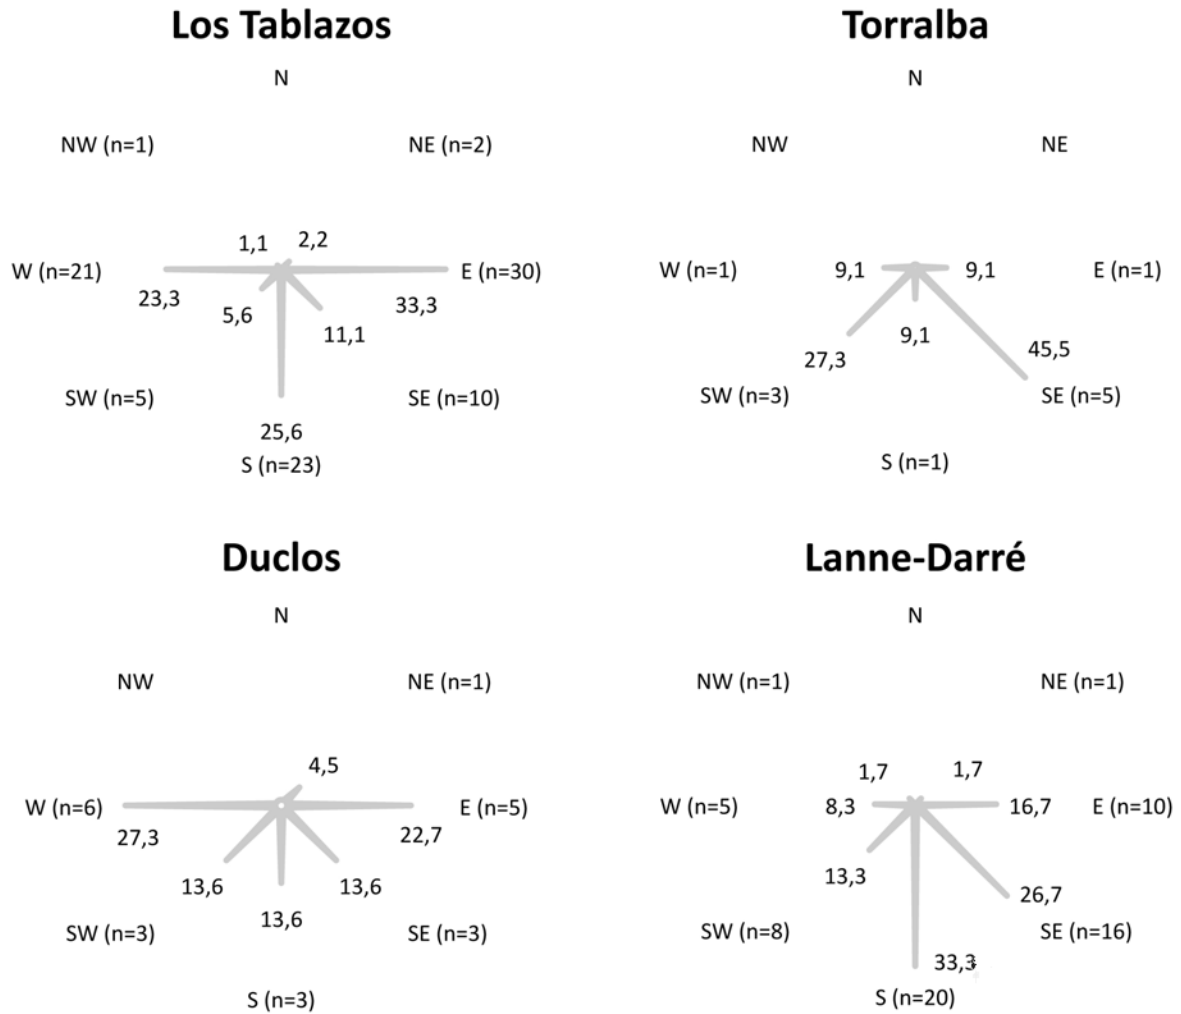 Los Tablazos
N
NW (n=1)
NE (n=2)
1,1
2,2
W (n=21)
E (n=30)
23,3
33,3
5,6
11,1
SW (n=5)
SE (n=10)
25,6
S (n=23)
Torralba
N
NW
NE
W (n=1)
9,1
9,1
E (n=1)
9,1
27,3
45,5
SW (n=3)
SE (n=5)
S (n=1)
Duclos
N
NW
NE (n=1)
4,5
W (n=6)
E (n=5)
27,3
22,7
13,6
13,6
13,6
SW (n=3)
SE (n=3)
S (n=3)
Lanne-Darré
N
NW (n=1)
NE (n=1)
1,7
1,7
W (n=5)
8,3
16,7
E (n=10)
13,3
26,7
SW (n=8)
SE (n=16)
33,3
S (n=20)